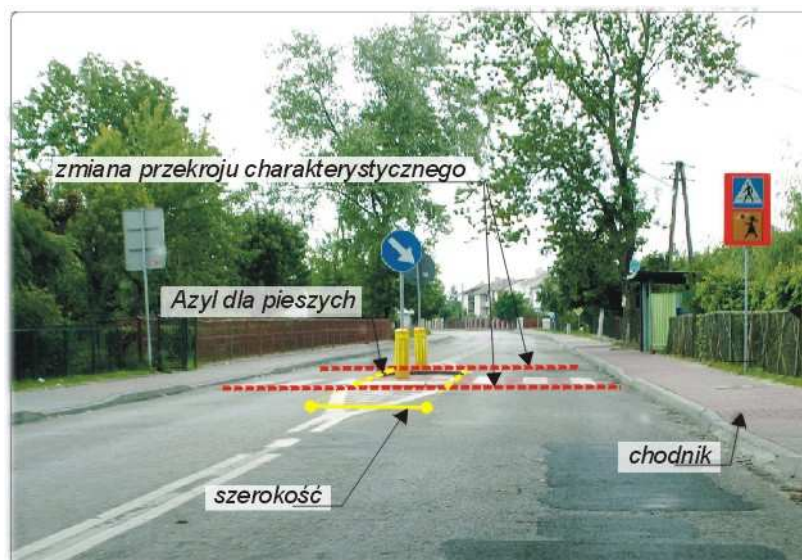 zmiana przekroju charakterystycznego
Azyl dla pieszych
chodnik
szerokość